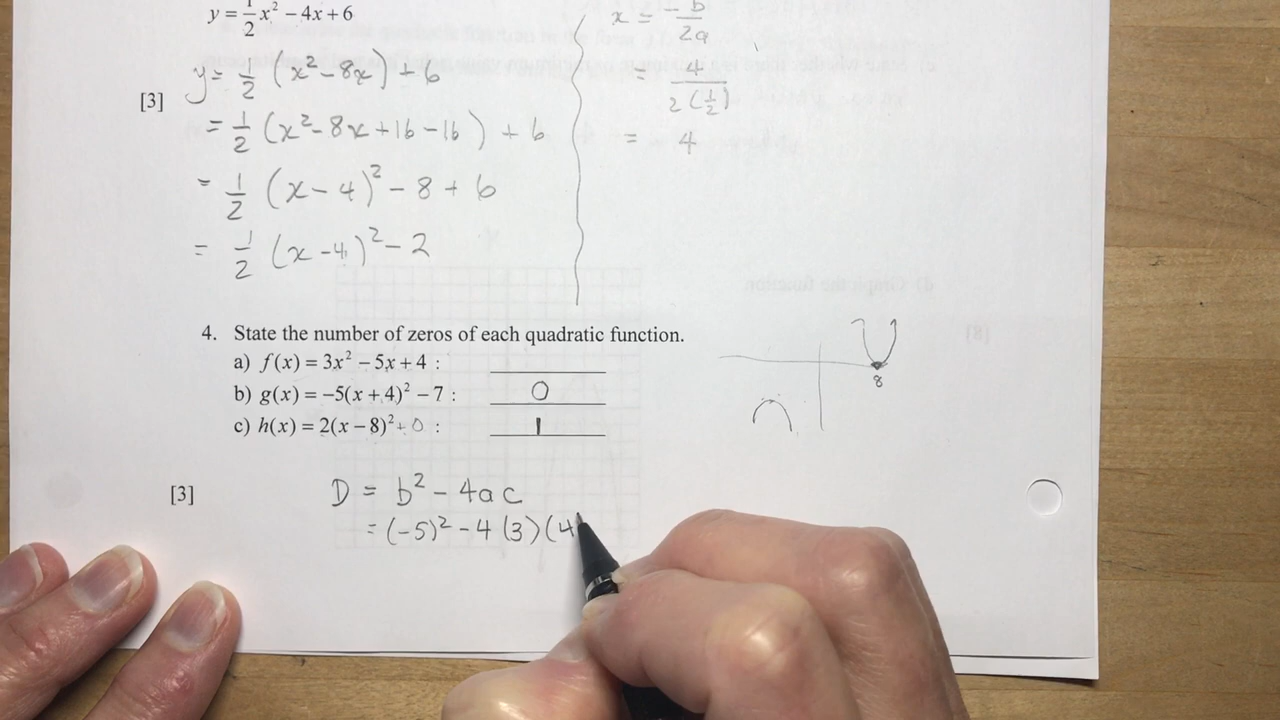 y = 1/2 x² − 4x + 6
y = 1/2 (x² − 8x) + 6
[3]
= 1/2 (x² − 8x + 16 − 16) + 6
= 1/2 (x − 4)² − 8 + 6
= 1/2 (x − 4)² − 2
x = −b/2a
= 4/2(1/2)
= 4
4. State the number of zeros of each quadratic function.
a) f(x) = 3x² − 5x + 4 :
b) g(x) = −5(x + 4)² − 7 : 0
c) h(x) = 2(x − 8)² + 0 : 1
8
[3]
D = b² − 4ac
= (−5)² − 4(3)(4